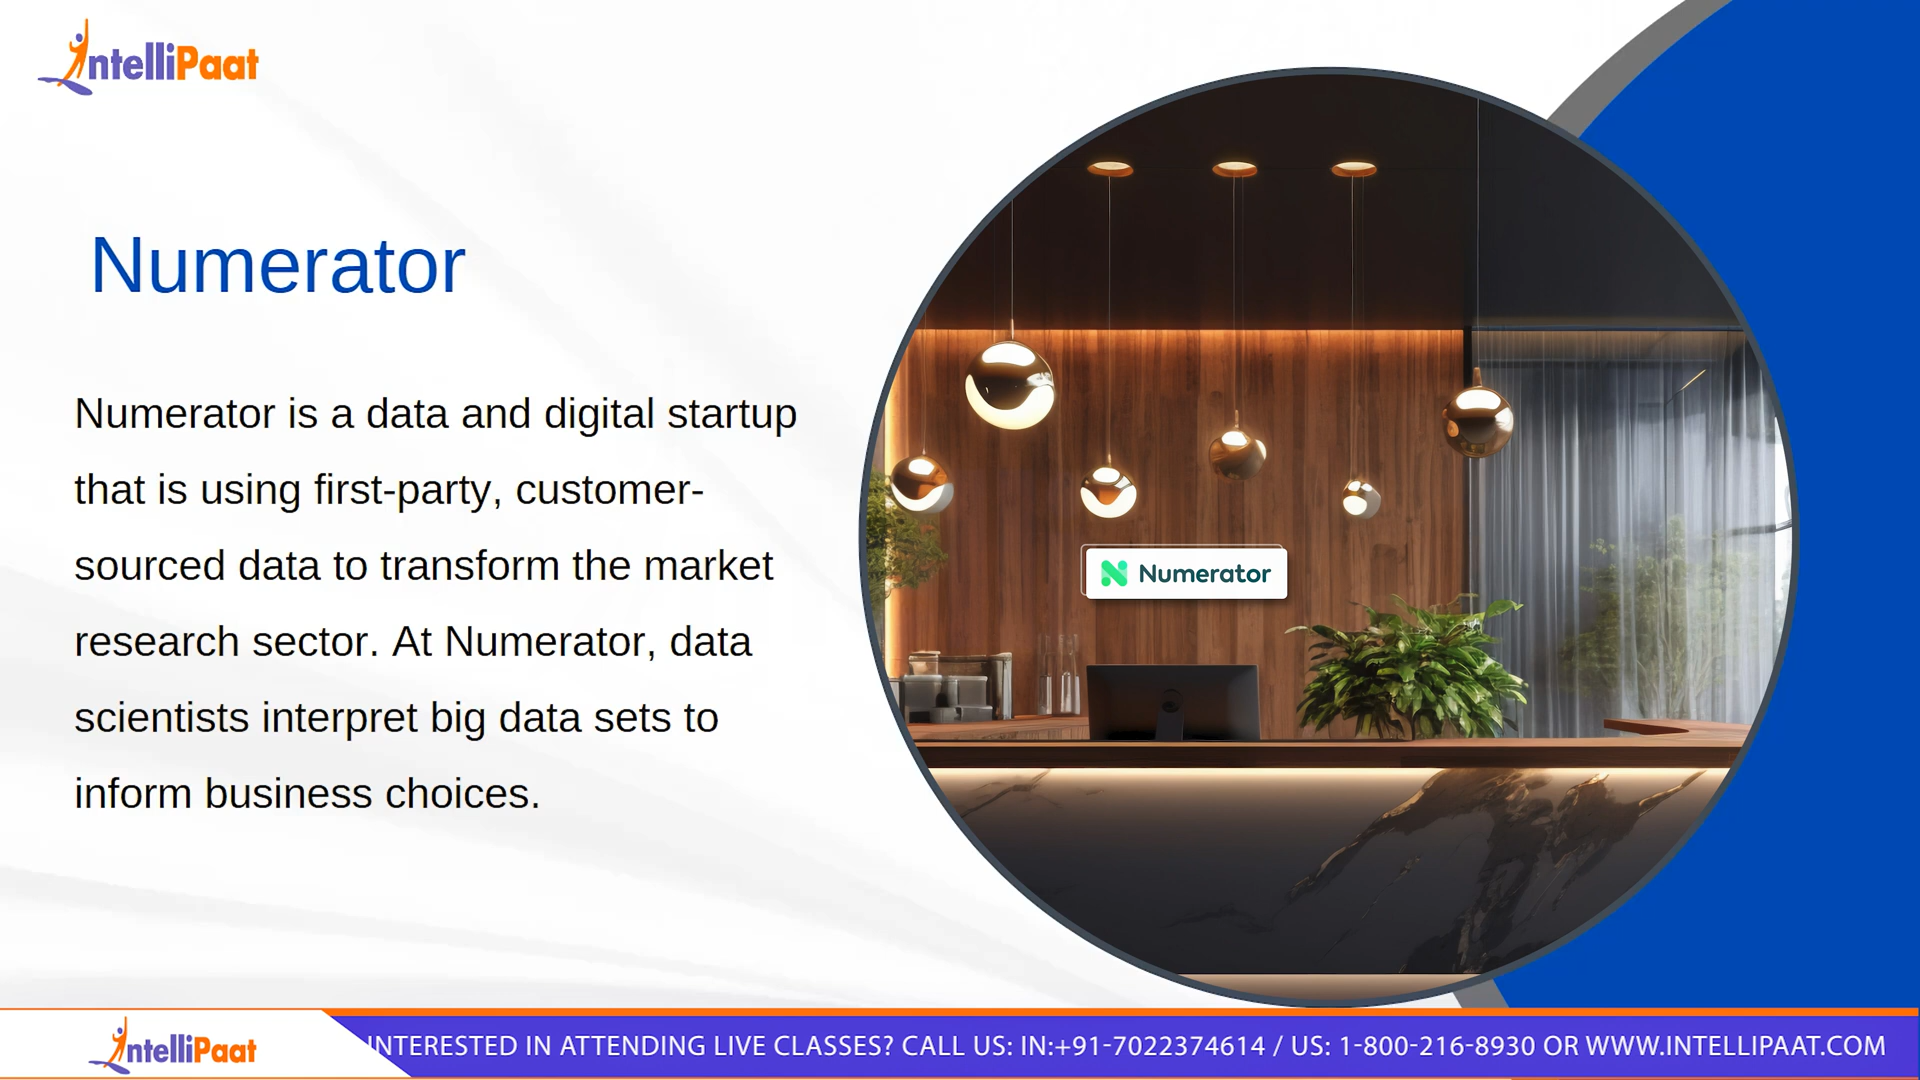 IntelliPaat
Numerator
Numerator is a data and digital startup
that is using first-party, customer-
sourced data to transform the market
research sector. At Numerator, data
scientists interpret big data sets to
inform business choices.
Numerator
IntelliPaat
INTERESTED IN ATTENDING LIVE CLASSES? CALL US: IN:+91-7022374614 / US: 1-800-216-8930 OR WWW.INTELLIPAAT.COM